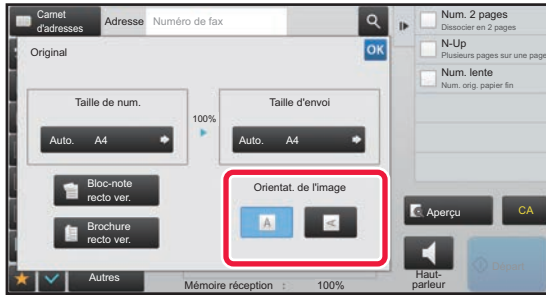 Carnet
d'adresses
Adresse
Numéro de fax
Num. 2 pages
Dissocier en 2 pages
N-Up
Plusieurs pages sur une page
Num. lente
Num. orig. papier fin
Original
OK
Taille de num.
100%
Taille d'envoi
Auto. A4
Auto. A4
Bloc-note
recto ver.
Brochure
recto ver.
Orientat. de l'image
A
A
Aperçu
CA
Haut-
parleur
Départ
Autres
Mémoire réception : 100%